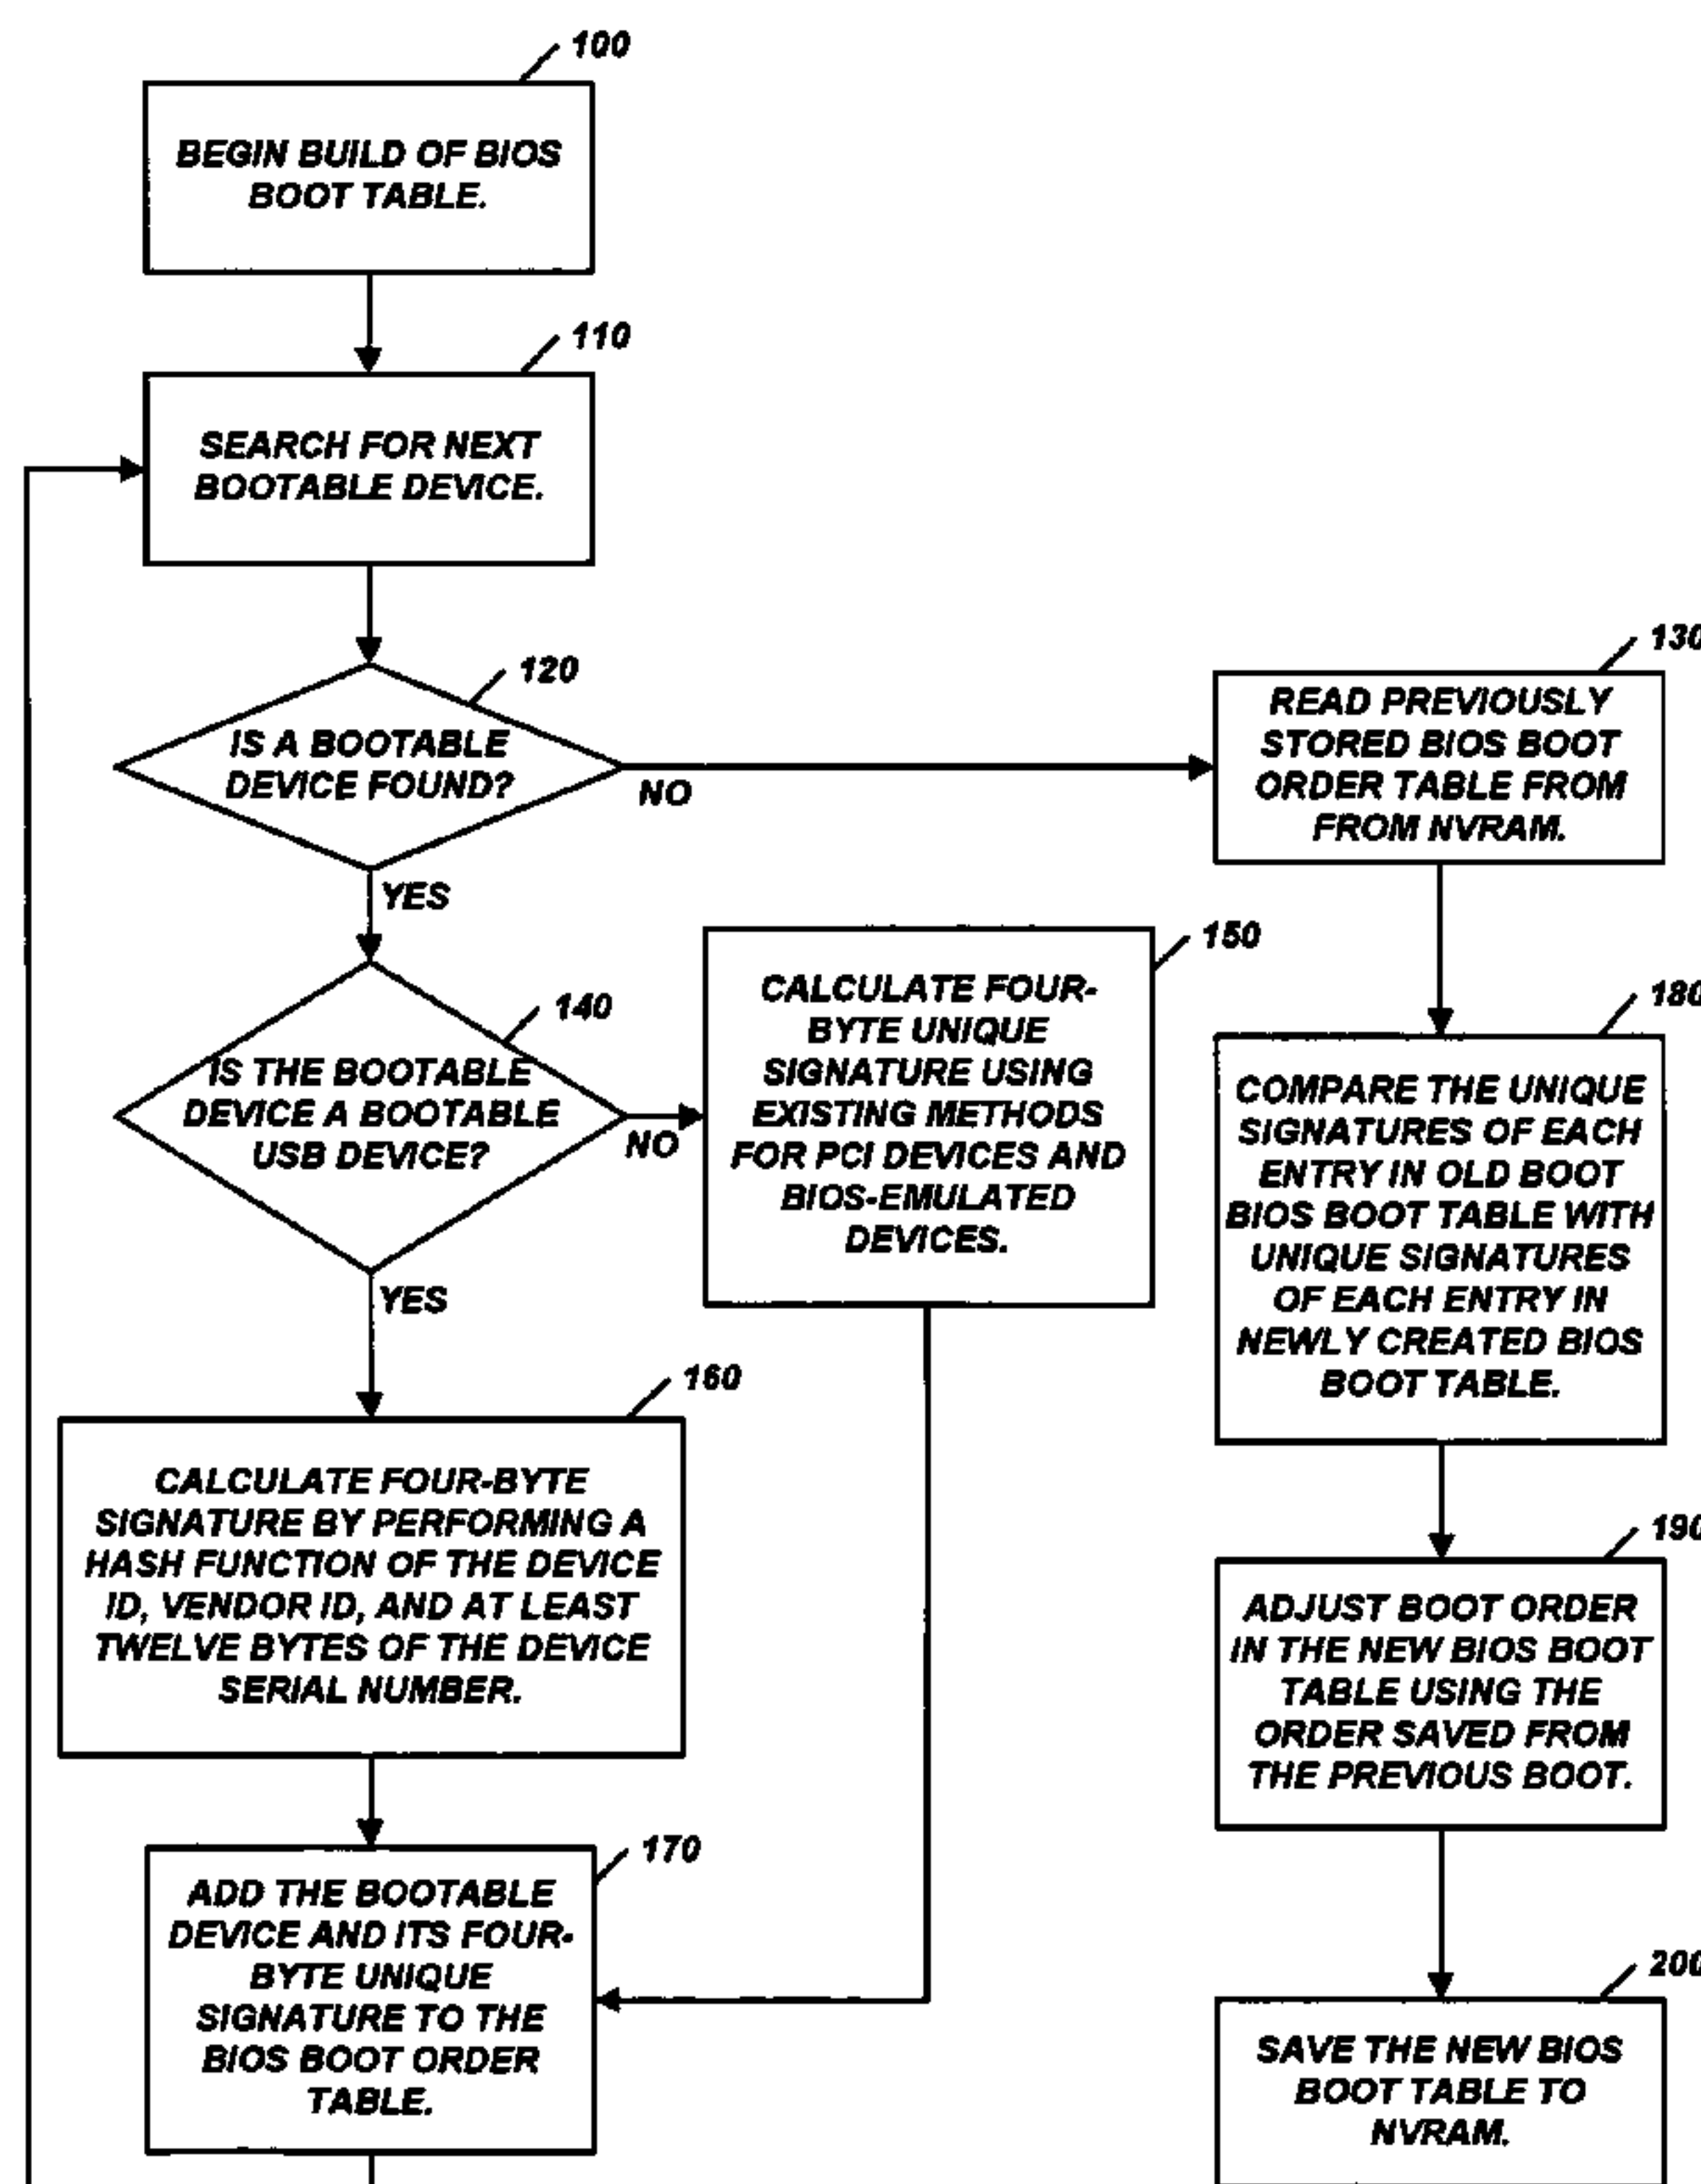 100
BEGIN BUILD OF BIOS
BOOT TABLE.
110
SEARCH FOR NEXT
BOOTABLE DEVICE.
120
IS A BOOTABLE
DEVICE FOUND?
NO
YES
130
READ PREVIOUSLY
STORED BIOS BOOT
ORDER TABLE FROM
FROM NVRAM.
140
IS THE BOOTABLE
DEVICE A BOOTABLE
USB DEVICE?
NO
YES
150
CALCULATE FOUR-
BYTE UNIQUE
SIGNATURE USING
EXISTING METHODS
FOR PCI DEVICES AND
BIOS-EMULATED
DEVICES.
160
CALCULATE FOUR-BYTE
SIGNATURE BY PERFORMING A
HASH FUNCTION OF THE DEVICE
ID, VENDOR ID, AND AT LEAST
TWELVE BYTES OF THE DEVICE
SERIAL NUMBER.
170
ADD THE BOOTABLE
DEVICE AND ITS FOUR-
BYTE UNIQUE
SIGNATURE TO THE
BIOS BOOT ORDER
TABLE.
180
COMPARE THE UNIQUE
SIGNATURES OF EACH
ENTRY IN OLD BOOT
BIOS BOOT TABLE WITH
UNIQUE SIGNATURES
OF EACH ENTRY IN
NEWLY CREATED BIOS
BOOT TABLE.
190
ADJUST BOOT ORDER
IN THE NEW BIOS BOOT
TABLE USING THE
ORDER SAVED FROM
THE PREVIOUS BOOT.
200
SAVE THE NEW BIOS
BOOT TABLE TO
NVRAM.